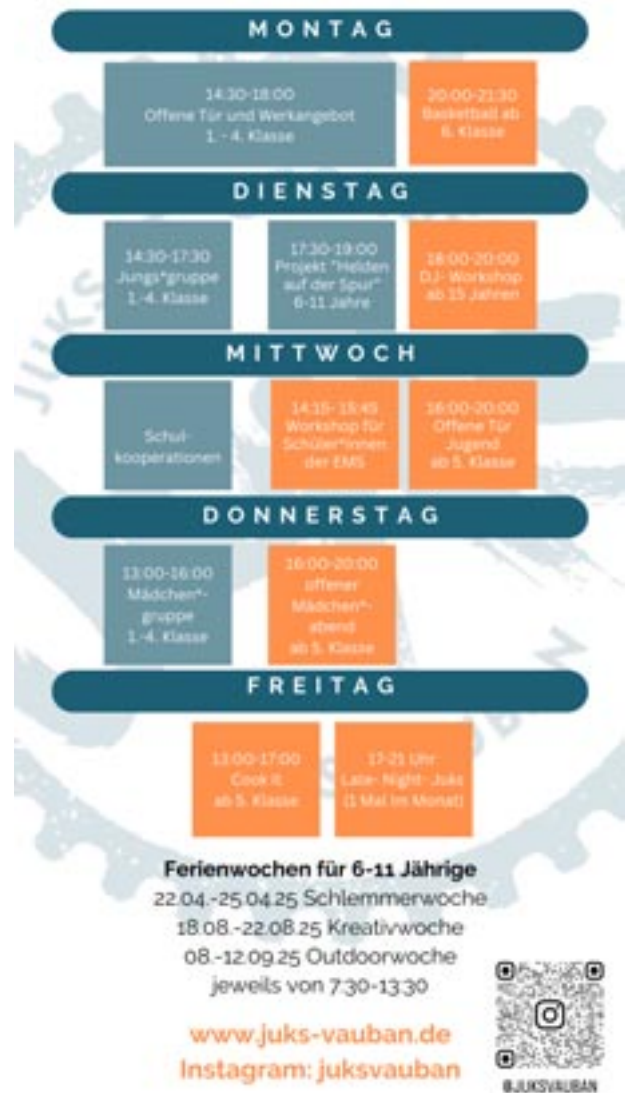 MONTAG
14:30-18:00
Offene Tür und Werkangebot
1. - 4. Klasse
20:00-21:30
Basketball ab
6. Klasse
DIENSTAG
14:30-17:30
Jungs*gruppe
1.-4. Klasse
17:30-19:00
Projekt "Helden
auf der Spur"
6-11 Jahre
18:00-20:00
DJ- Workshop
ab 15 Jahren
MITTWOCH
Schul-
kooperationen
14:15- 15:45
Workshop für
Schüler*innen
der EMS
16:00-20:00
Offene Tür
Jugend
ab 5. Klasse
DONNERSTAG
13:00-16:00
Mädchen*-
gruppe
1.-4. Klasse
16:00-20:00
offener
Mädchen*-
abend
ab 5. Klasse
FREITAG
13:00-17:00
Cook it
ab 5. Klasse
17-21 Uhr
Late- Night- Juks
(1 Mal im Monat)
Ferienwochen für 6-11 Jährige
22.04.-25.04.25 Schlemmerwoche
18.08.-22.08.25 Kreativwoche
08.-12.09.25 Outdoorwoche
jeweils von 7:30-13:30
www.juks-vauban.de
Instagram: juksvauban
@JUKSVAUBAN